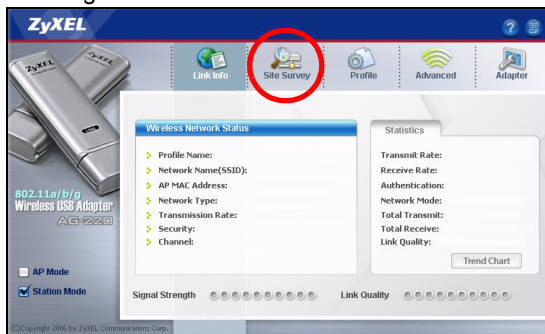 ZyXEL
Link Info
Site Survey
Profile
Advanced
Adapter
ZyXEL
ZyXEL
802.11a/b/g
Wireless USB Adapter
AG-220
AP Mode
Station Mode
Wireless Network Status
Profile Name:
Network Name(SSID):
AP MAC Address:
Network Type:
Transmission Rate:
Security:
Channel:
Statistics
Transmit Rate:
Receive Rate:
Authentication:
Network Mode:
Total Transmit:
Total Receive:
Link Quality:
Trend Chart
Signal Strength
Link Quality
(C)Copyright 2006 by ZyXEL Communications Corp.